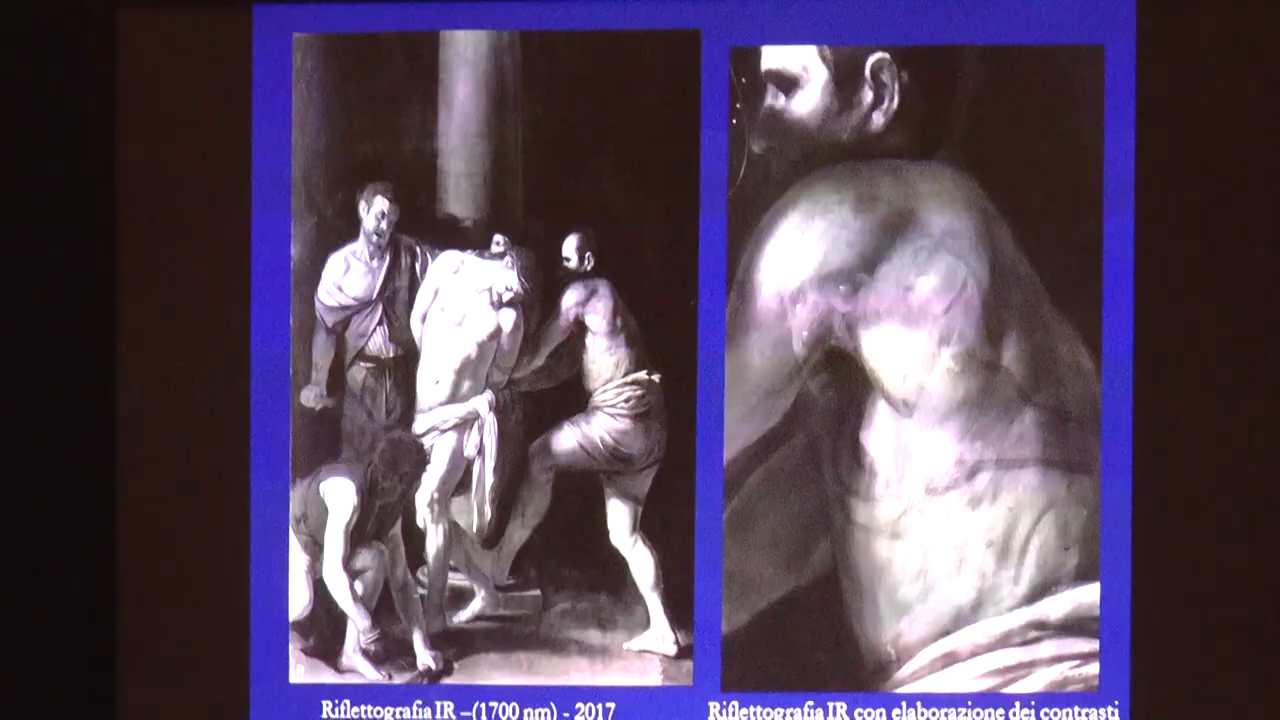 Riflettografia IR –(1700 nm) - 2017
Riflettografia IR con elaborazione dei contrasti